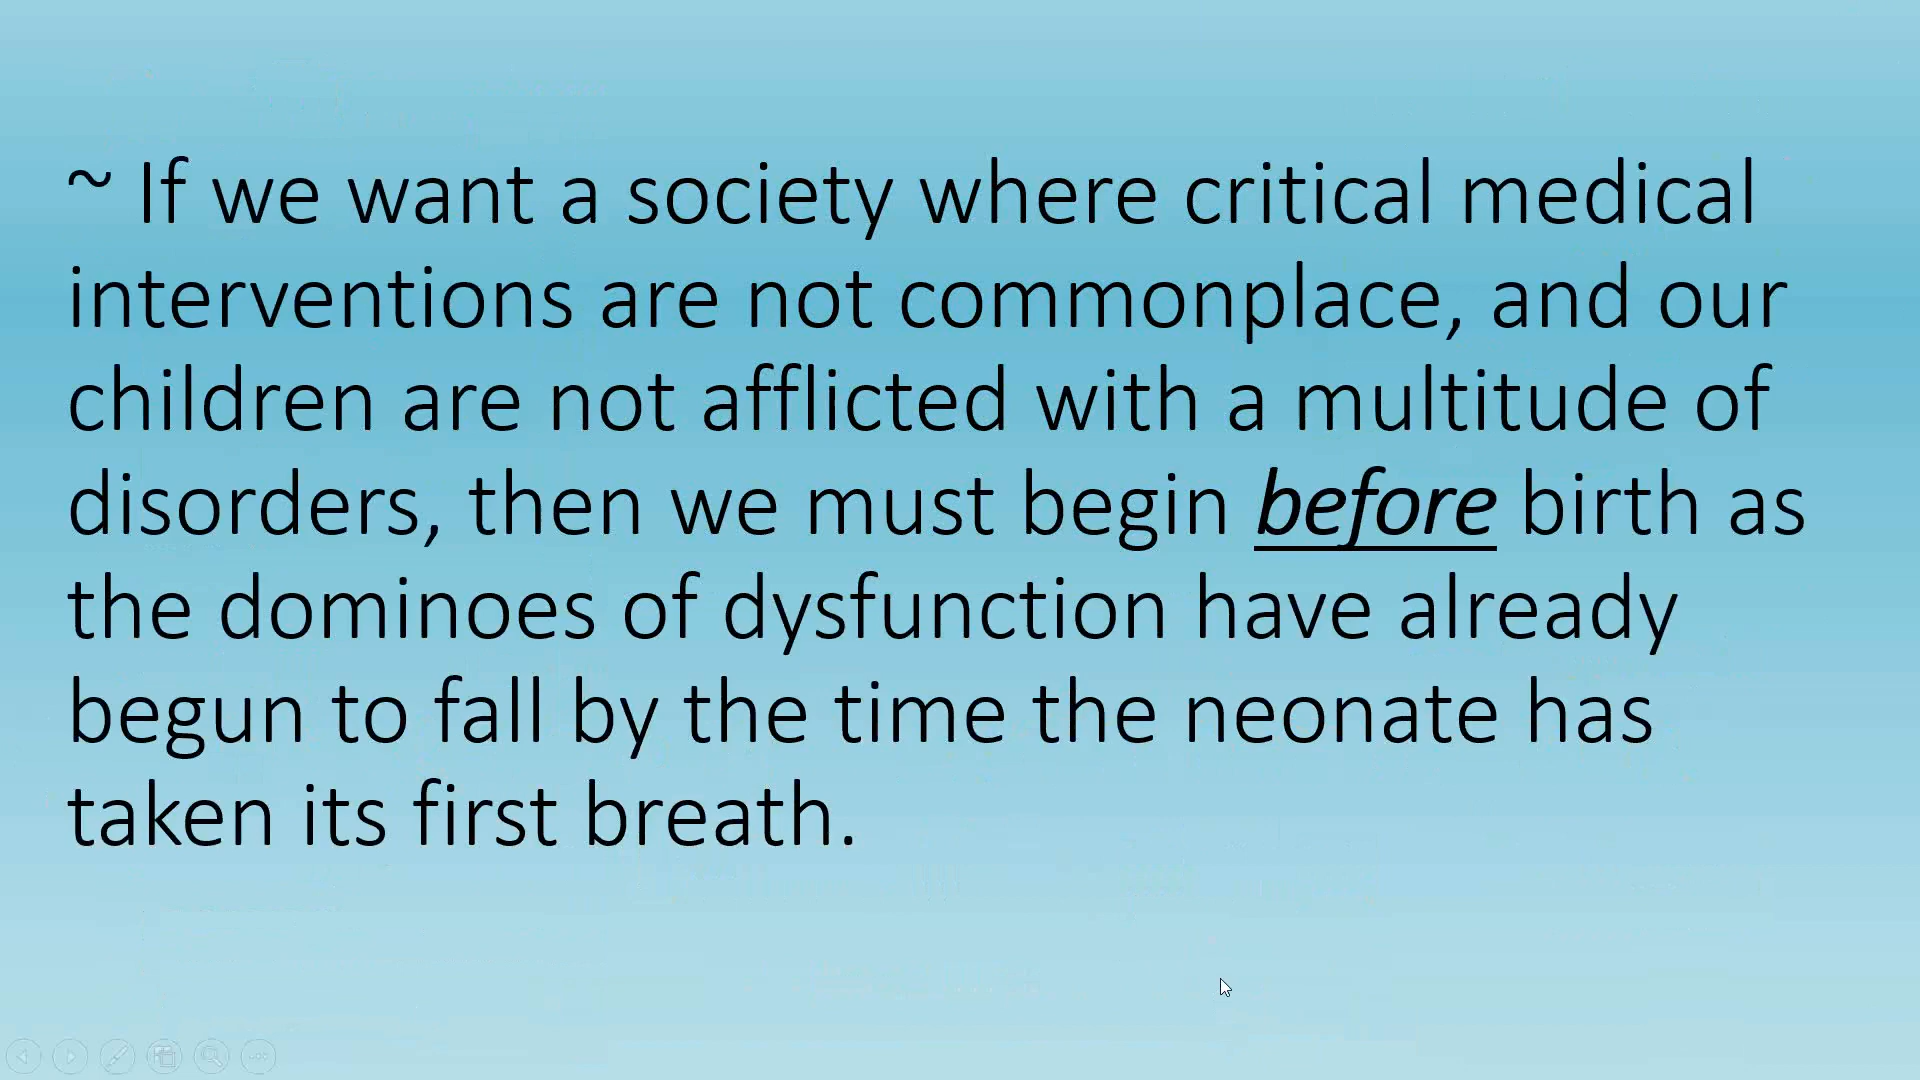 ~ If we want a society where critical medical
interventions are not commonplace, and our
children are not afflicted with a multitude of
disorders, then we must begin before birth as
the dominoes of dysfunction have already
begun to fall by the time the neonate has
taken its first breath.